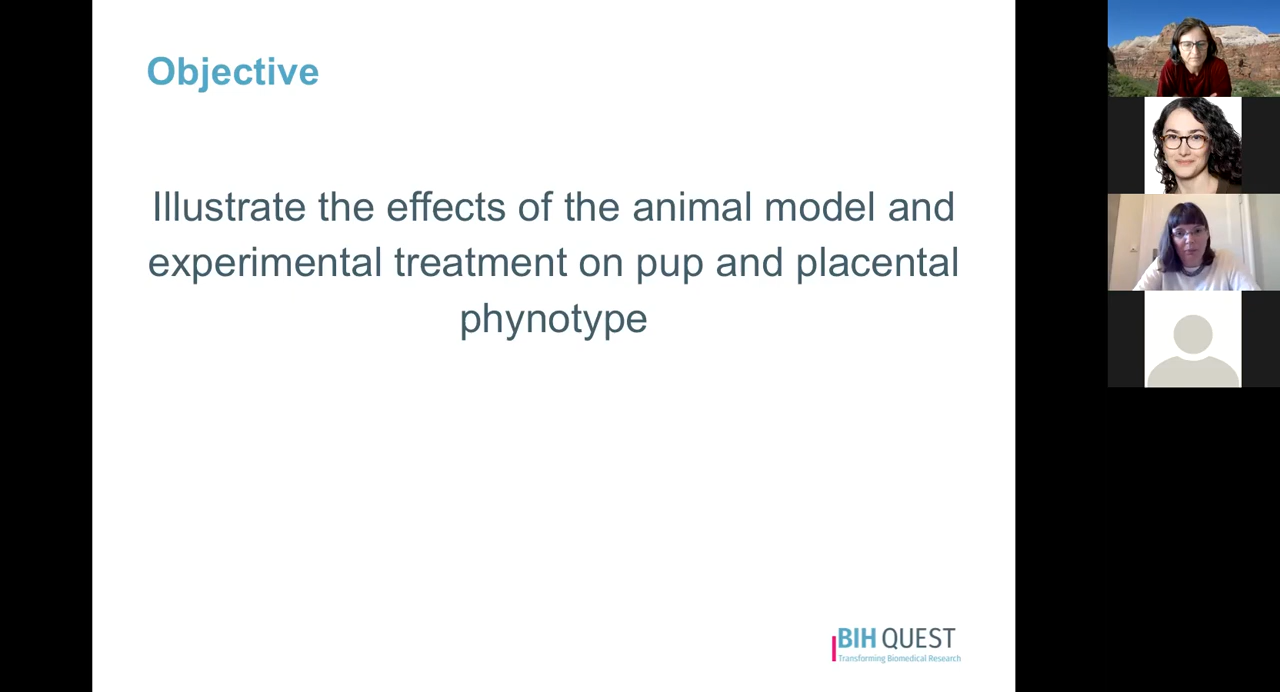 Objective
Illustrate the effects of the animal model and
experimental treatment on pup and placental
phynotype
BIH QUEST
Transforming Biomedical Research